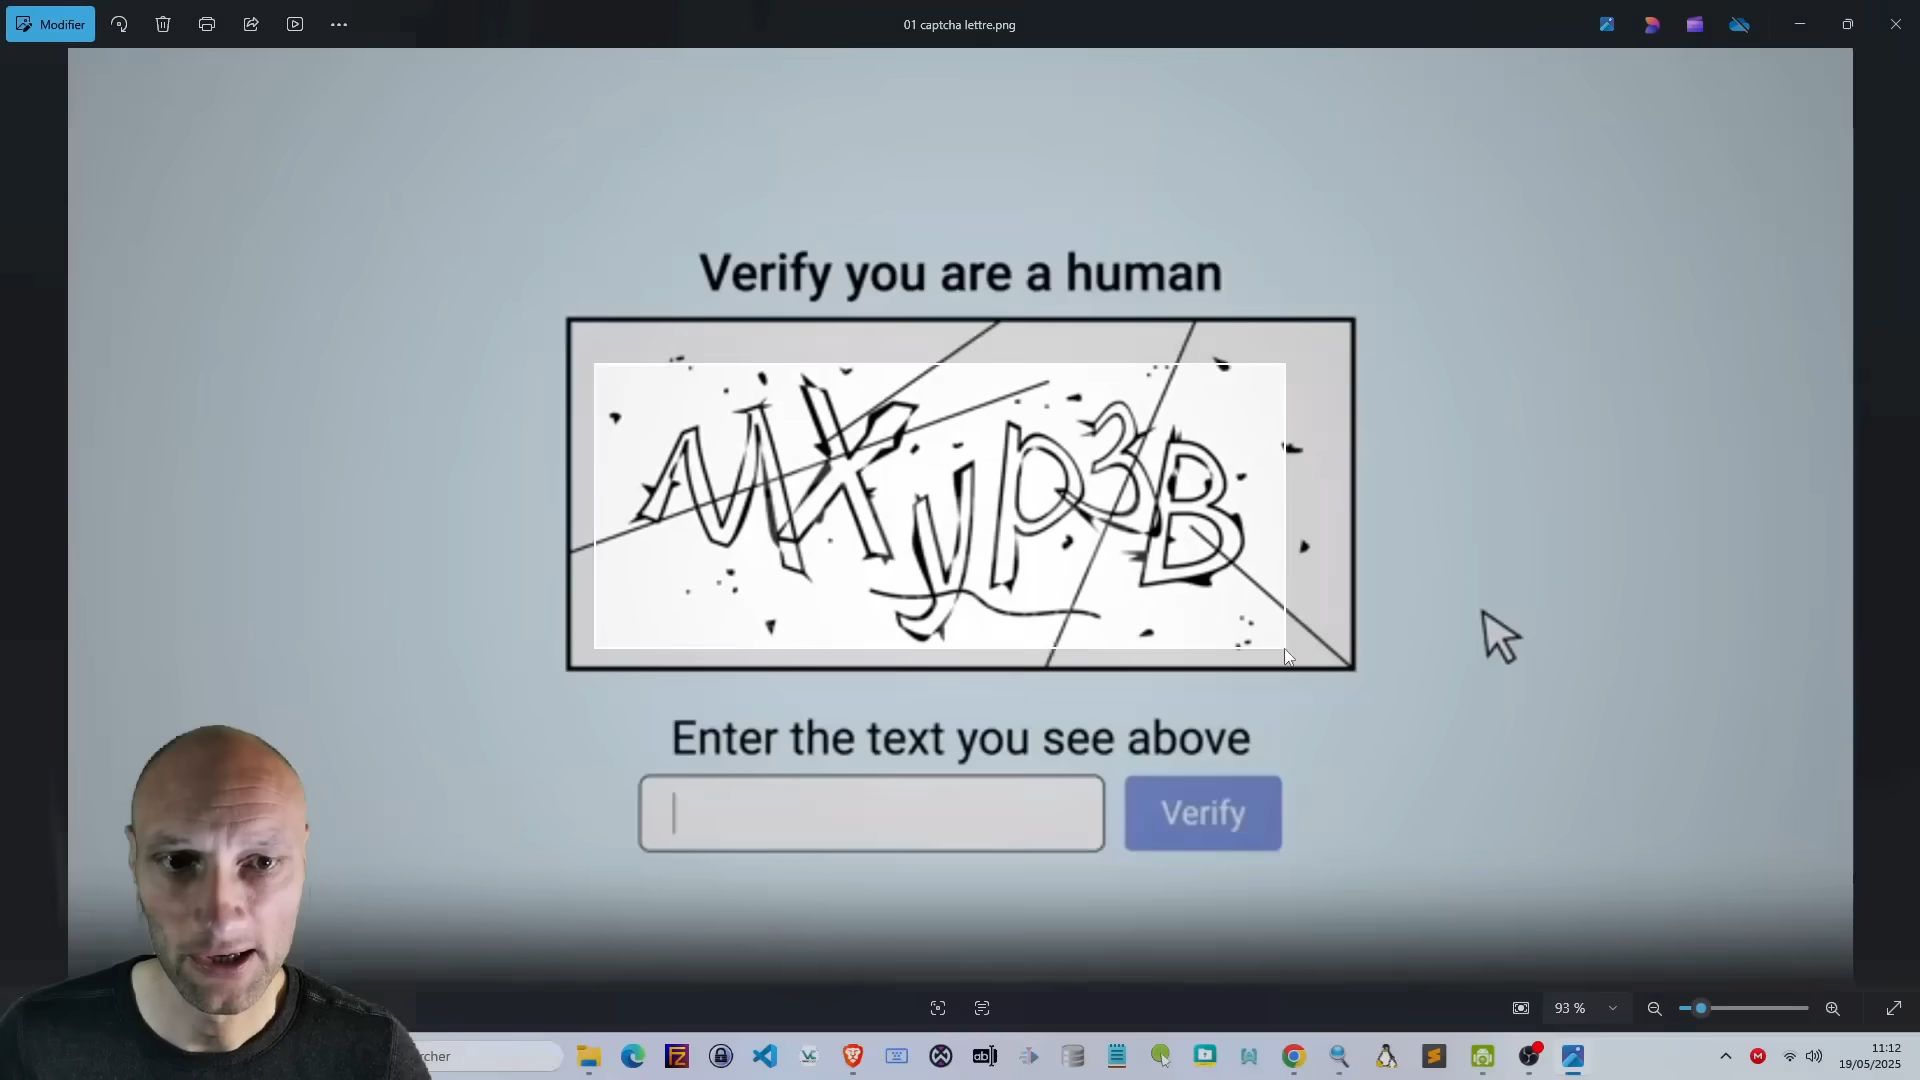 Modifier
01 captcha lettre.png
Verify you are a human
Enter the text you see above
Verify
93 %
rcher
11:12
19/05/2025